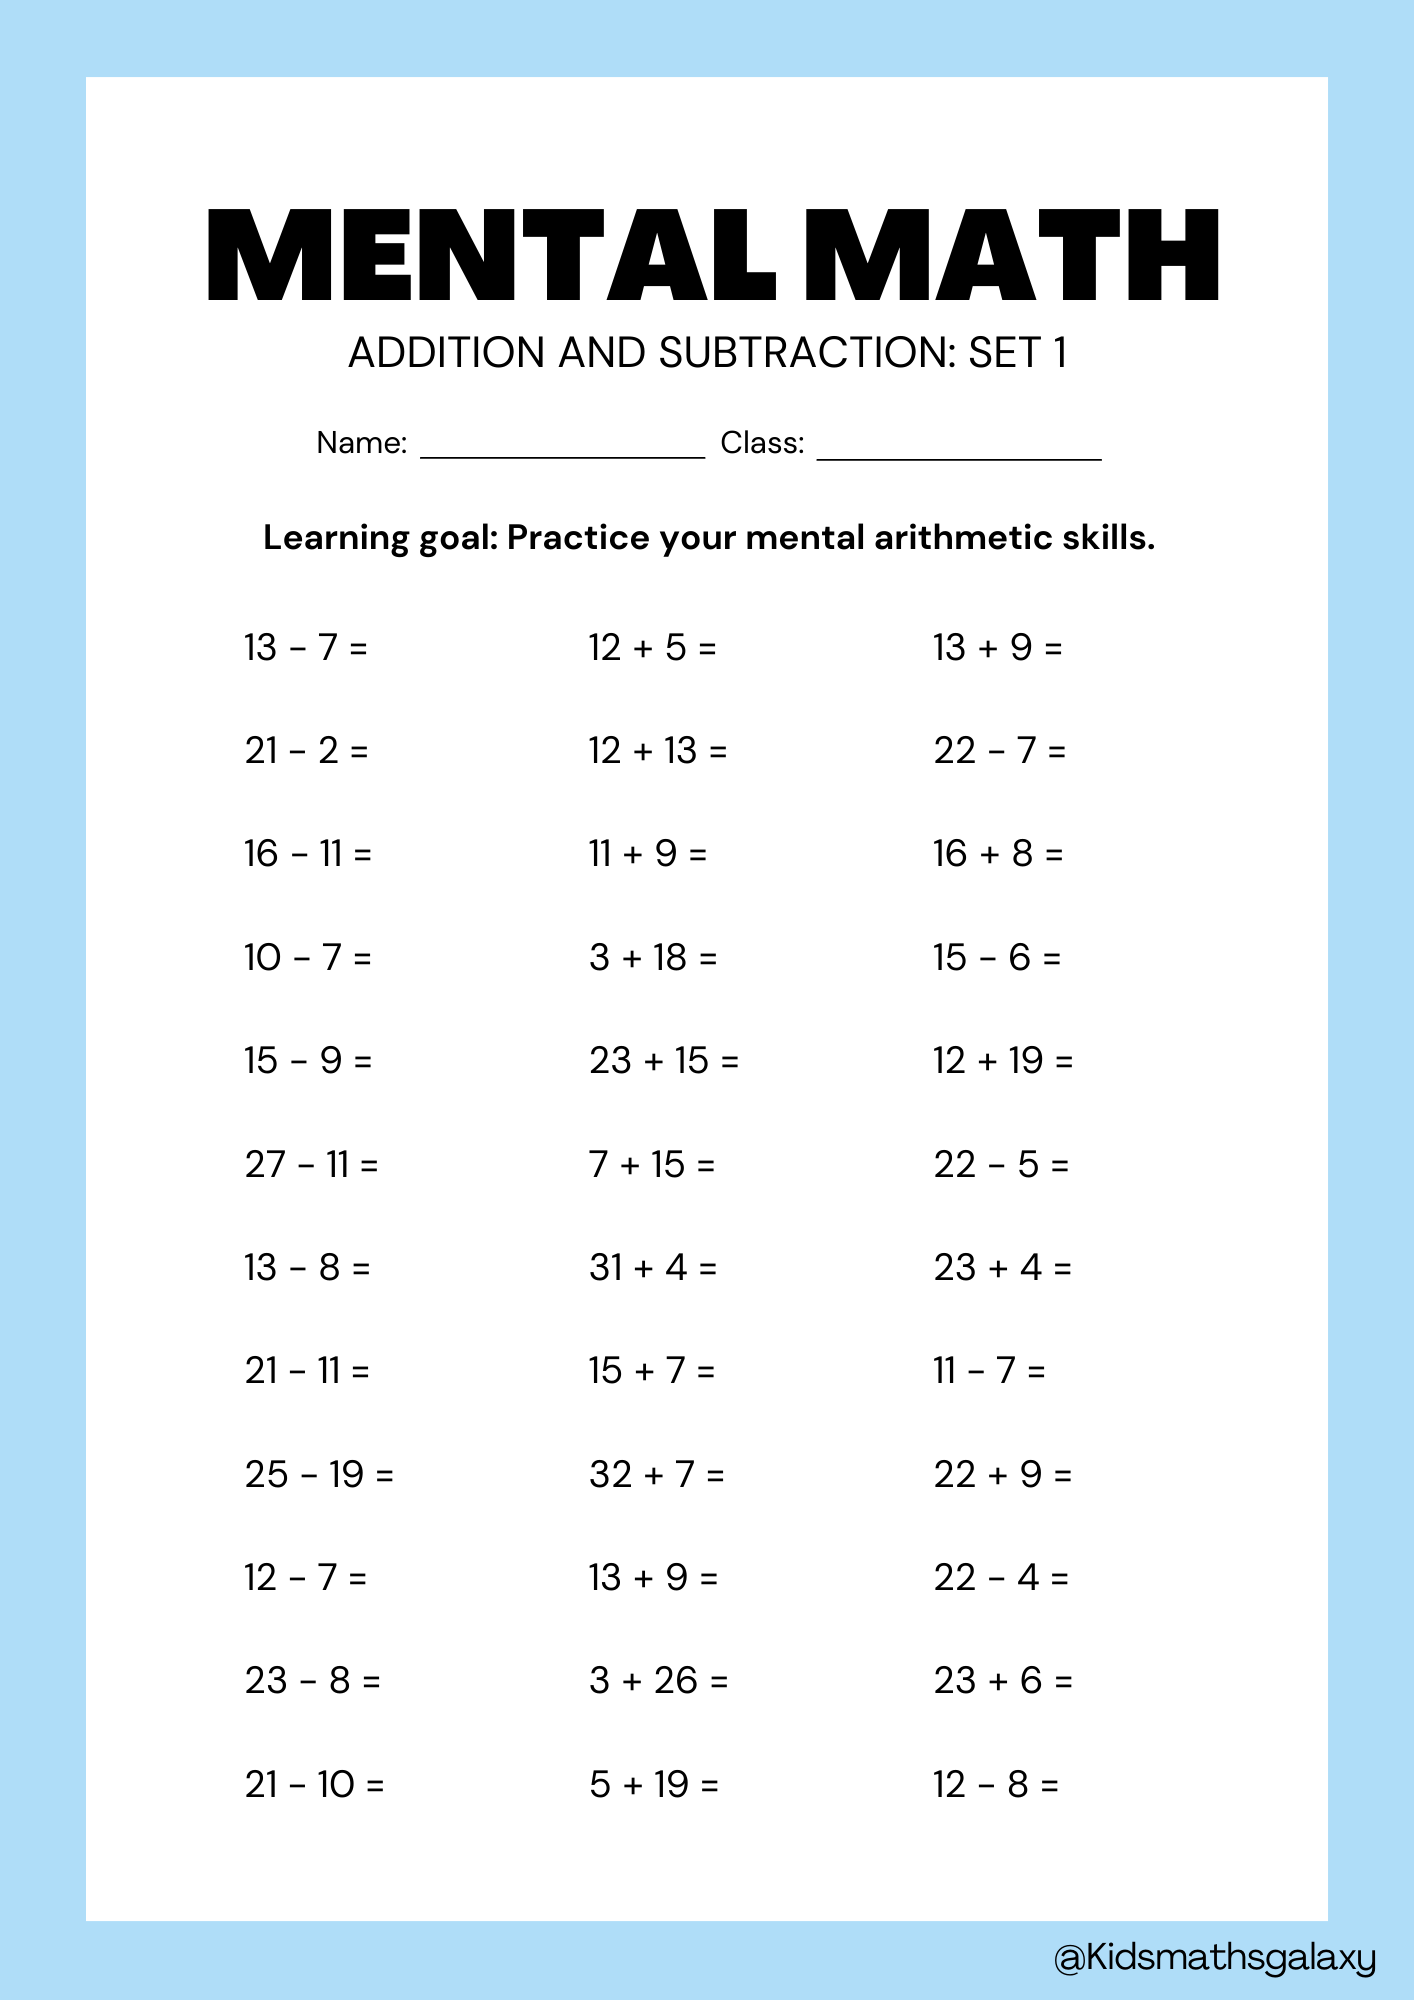 MENTAL MATH
ADDITION AND SUBTRACTION: SET 1
Name: ____________ Class: ____________
Learning goal: Practice your mental arithmetic skills.
13 - 7 = 12 + 5 = 13 + 9 =
21 - 2 = 12 + 13 = 22 - 7 =
16 - 11 = 11 + 9 = 16 + 8 =
10 - 7 = 3 + 18 = 15 - 6 =
15 - 9 = 23 + 15 = 12 + 19 =
27 - 11 = 7 + 15 = 22 - 5 =
13 - 8 = 31 + 4 = 23 + 4 =
21 - 11 = 15 + 7 = 11 - 7 =
25 - 19 = 32 + 7 = 22 + 9 =
12 - 7 = 13 + 9 = 22 - 4 =
23 - 8 = 3 + 26 = 23 + 6 =
21 - 10 = 5 + 19 = 12 - 8 =
@Kidsmathsgalaxy